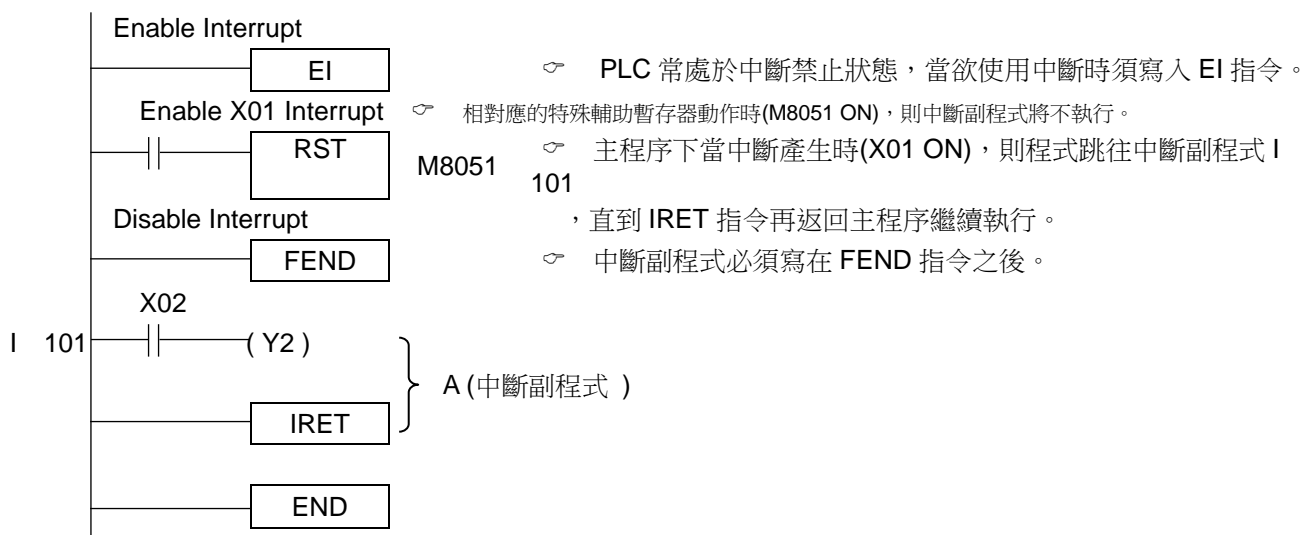 Enable Interrupt
EI ☞ PLC 常處於中斷禁止狀態，當欲使用中斷時須寫入 EI 指令。
Enable X01 Interrupt ☞ 相對應的特殊輔助暫存器動作時(M8051 ON)，則中斷副程式將不執行。
RST M8051 ☞ 主程序下當中斷產生時(X01 ON)，則程式跳往中斷副程式 I
101
Disable Interrupt ，直到 IRET 指令再返回主程序繼續執行。
FEND ☞ 中斷副程式必須寫在 FEND 指令之後。
X02
I 101 ( Y2 )
A (中斷副程式 )
IRET
END